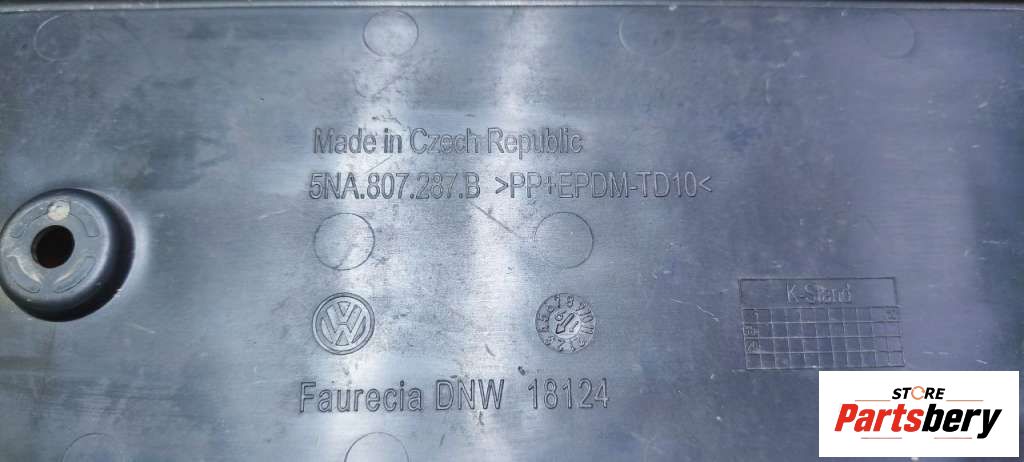 Made in Czech Republic
5NA.807.287.B >PP+EPDM-TD10<
K-Stand
Faurecia DNW 18124
STORE
Partsbery